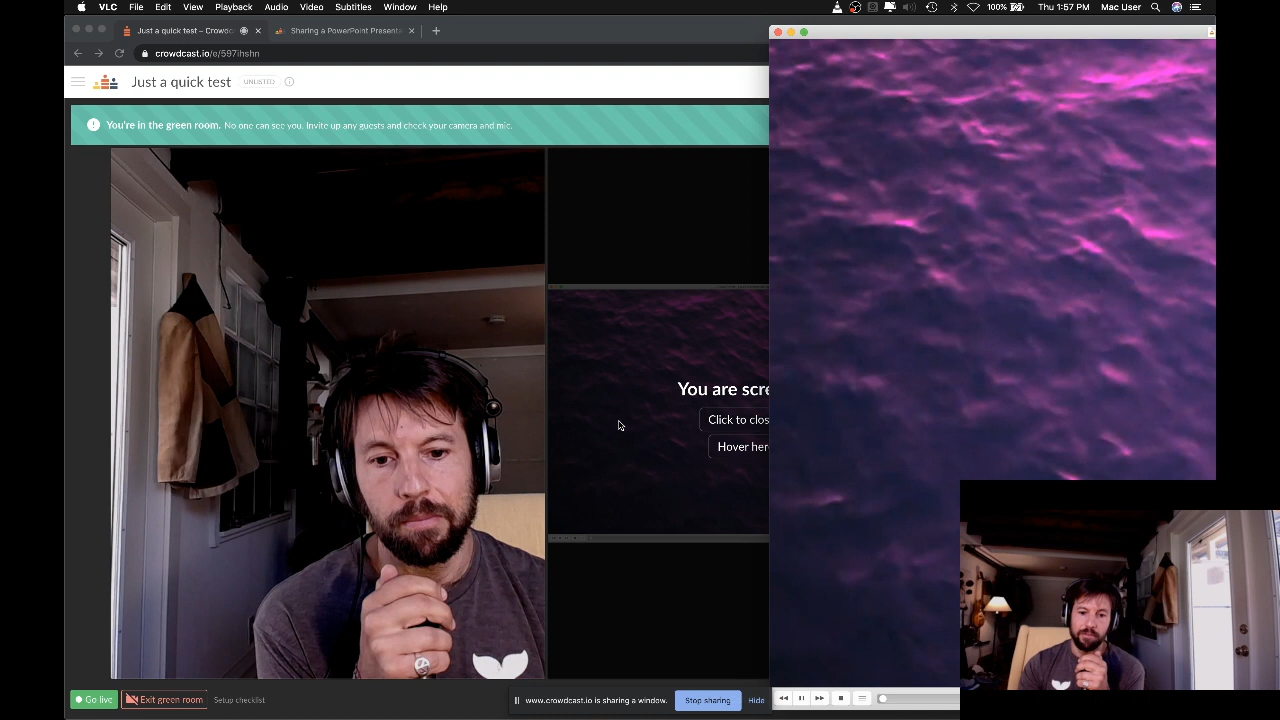 VLC File Edit View Playback Audio Video Subtitles Window Help
100% Thu 1:57 PM Mac User
Just a quick test – Crowdc
Sharing a PowerPoint Present
crowdcast.io/e/597ihshn
Just a quick test UNLISTED
You're in the green room. No one can see you. Invite up any guests and check your camera and mic.
You are scre
Click to clos
Hover her
Go live
Exit green room
Setup checklist
www.crowdcast.io is sharing a window.
Stop sharing
Hide